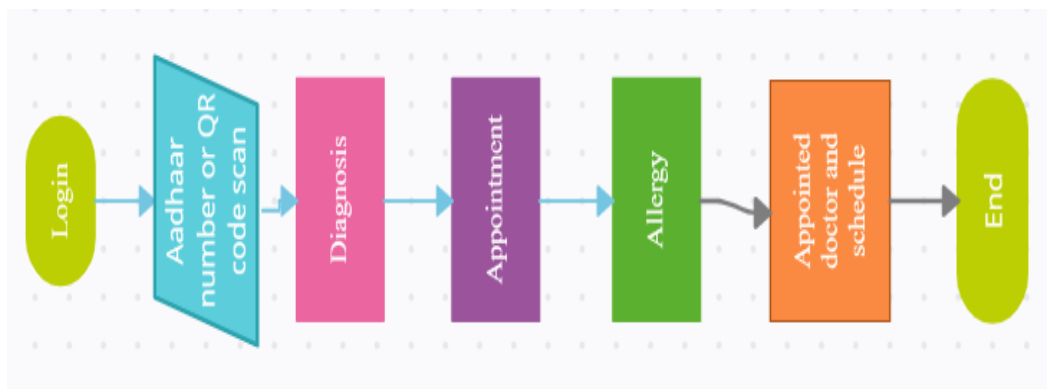 Login
Aadhaar
number or QR
code scan
Diagnosis
Appointment
Allergy
Appointed
doctor and
schedule
End